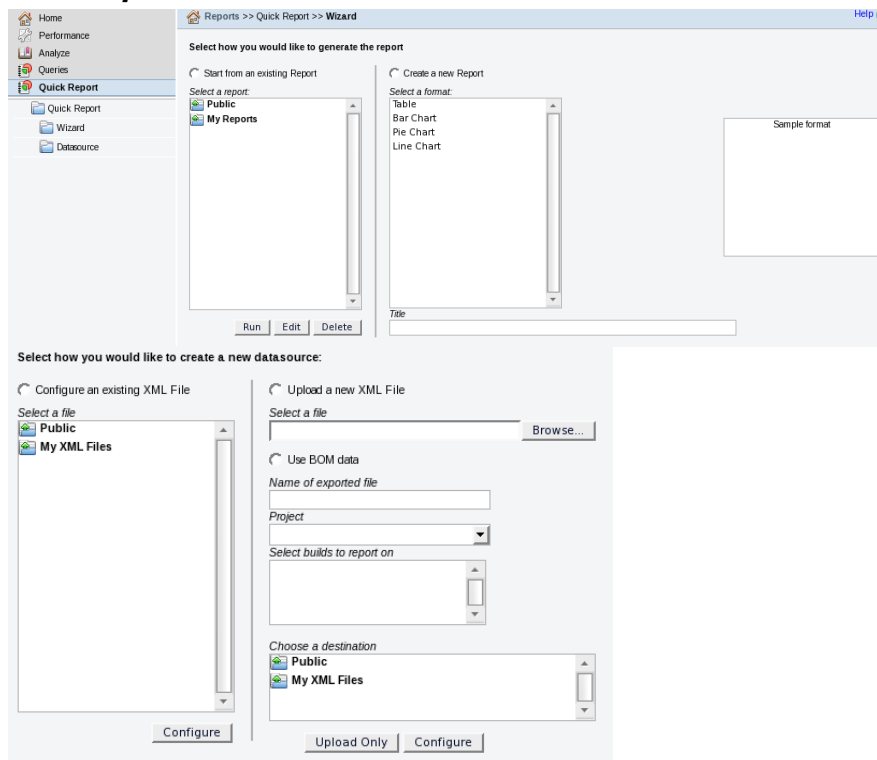 Home
Performance
Analyze
Queries
Quick Report
Quick Report
Wizard
Datasource
Reports >> Quick Report >> Wizard
Help
Select how you would like to generate the report
Start from an existing Report
Select a report:
Public
My Reports
Run Edit Delete
Create a new Report
Select a format:
Table
Bar Chart
Pie Chart
Line Chart
Title
Sample format
Select how you would like to create a new datasource:
Configure an existing XML File
Select a file
Public
My XML Files
Configure
Upload a new XML File
Select a file
Browse...
Use BOM data
Name of exported file
Project
Select builds to report on
Choose a destination
Public
My XML Files
Upload Only Configure